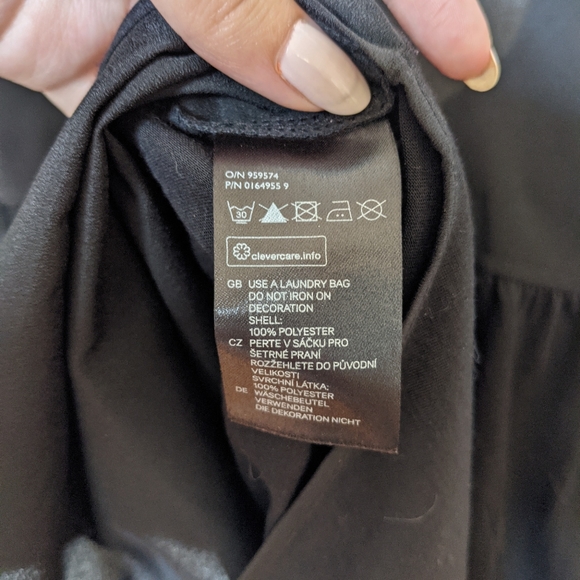 O/N 959574
P/N 0164955 9
30
clevercare.info
GB USE A LAUNDRY BAG
DO NOT IRON ON
DECORATION
SHELL:
100% POLYESTER
CZ PERTE V SÁČKU PRO
ŠETRNÉ PRANÍ
ROZŽEHLETE DO PŮVODNÍ
VELIKOSTI
SVRCHNÍ LÁTKA:
100% POLYESTER
DE WÄSCHEBEUTEL
VERWENDEN
DIE DEKORATION NICHT